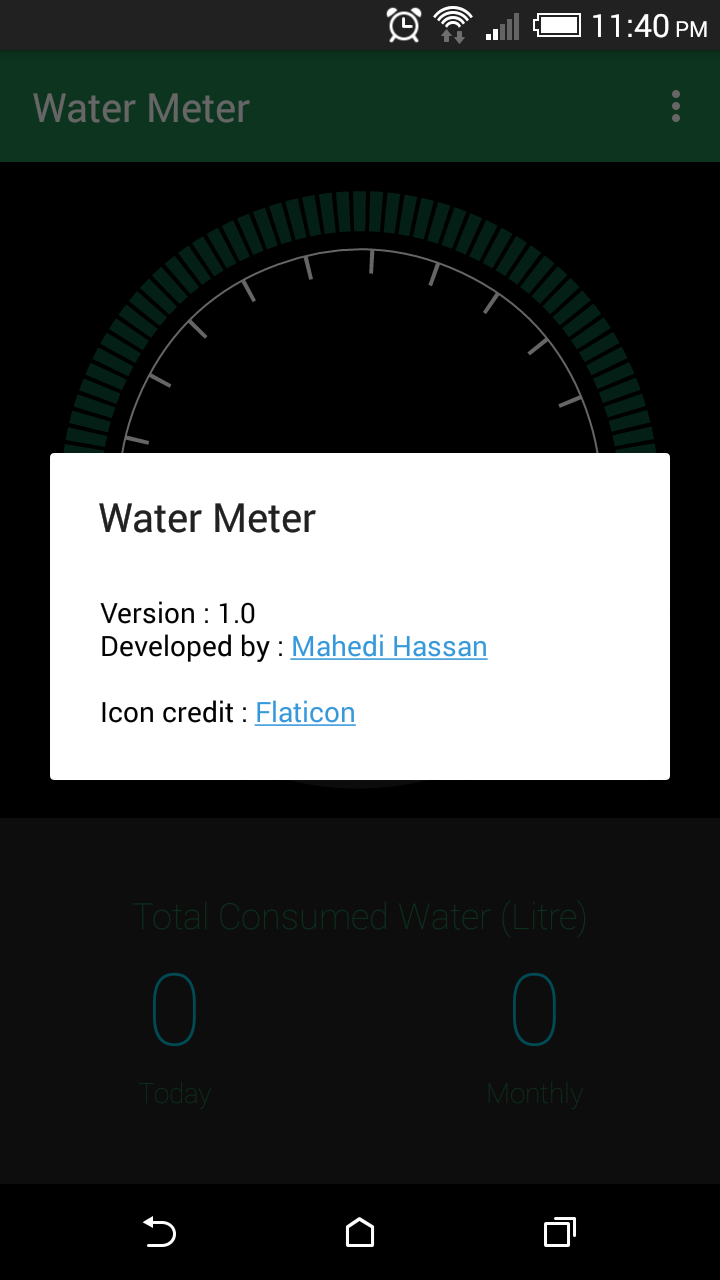 11:40 PM
Water Meter
Water Meter
Version : 1.0
Developed by : Mahedi Hassan
Icon credit : Flaticon
Total Consumed Water (Litre)
0 0
Today Monthly